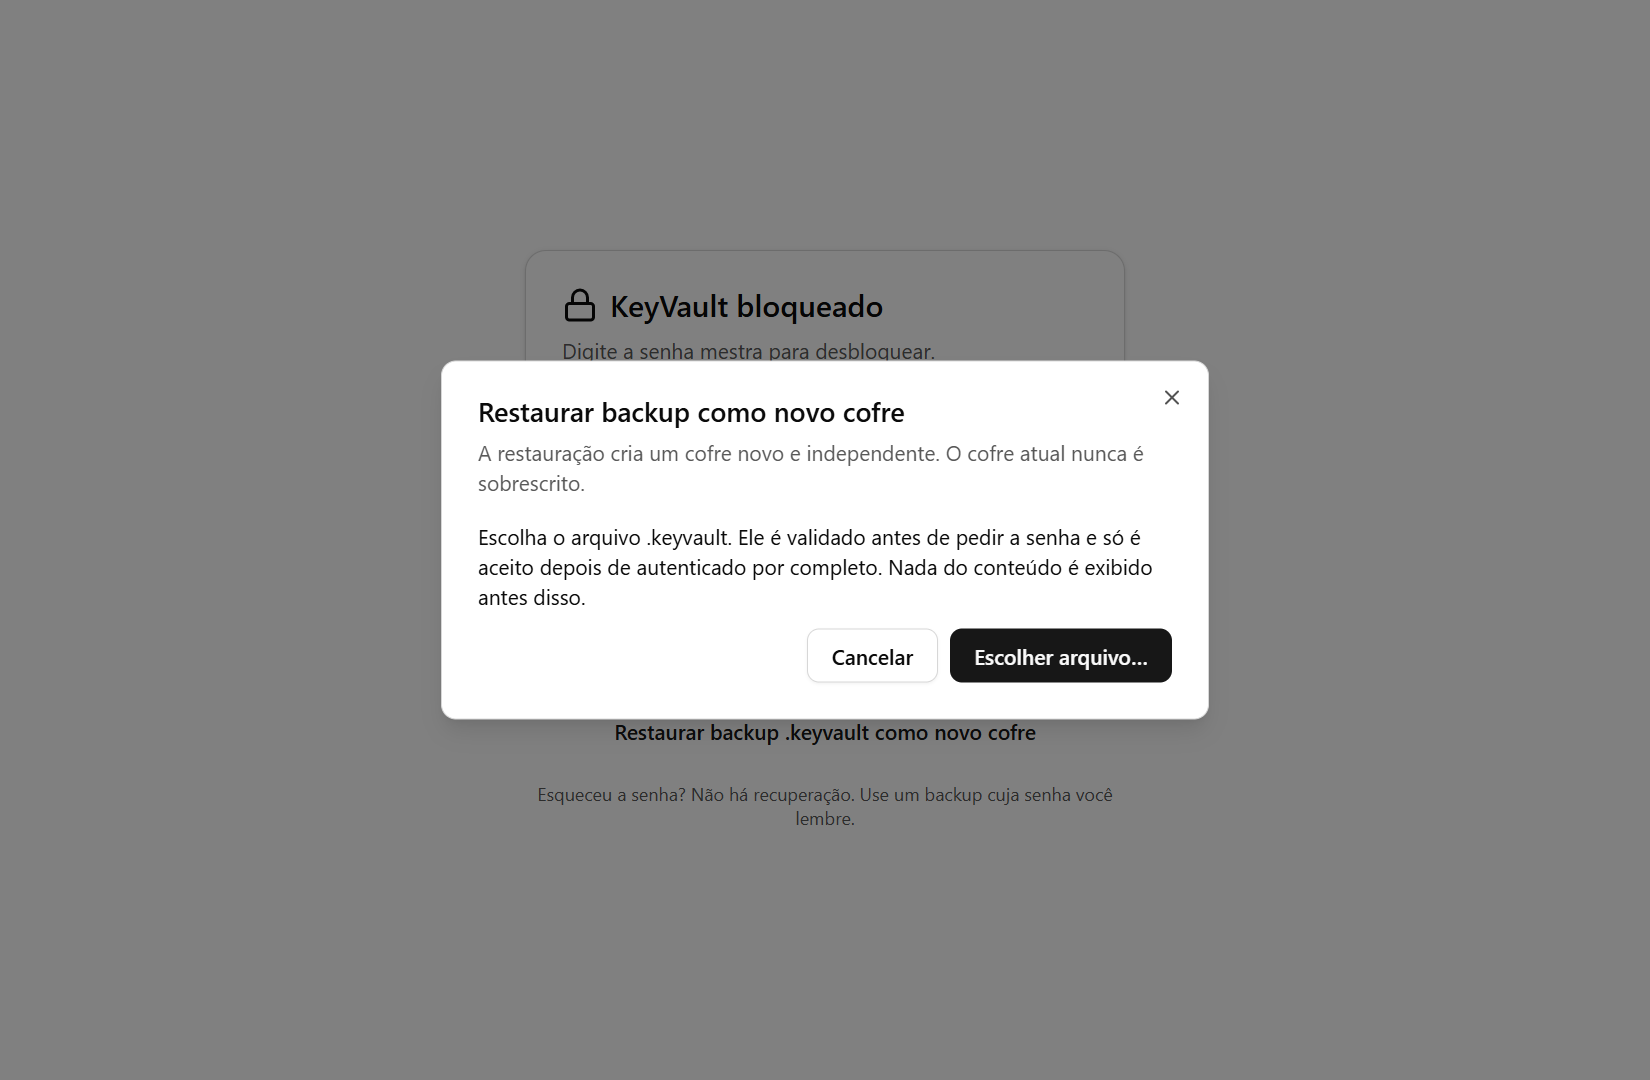 KeyVault bloqueado
Digite a senha mestra para desbloquear.
Restaurar backup como novo cofre
A restauração cria um cofre novo e independente. O cofre atual nunca é
sobrescrito.
Escolha o arquivo .keyvault. Ele é validado antes de pedir a senha e só é
aceito depois de autenticado por completo. Nada do conteúdo é exibido
antes disso.
Cancelar
Escolher arquivo...
Restaurar backup .keyvault como novo cofre
Esqueceu a senha? Não há recuperação. Use um backup cuja senha você
lembre.